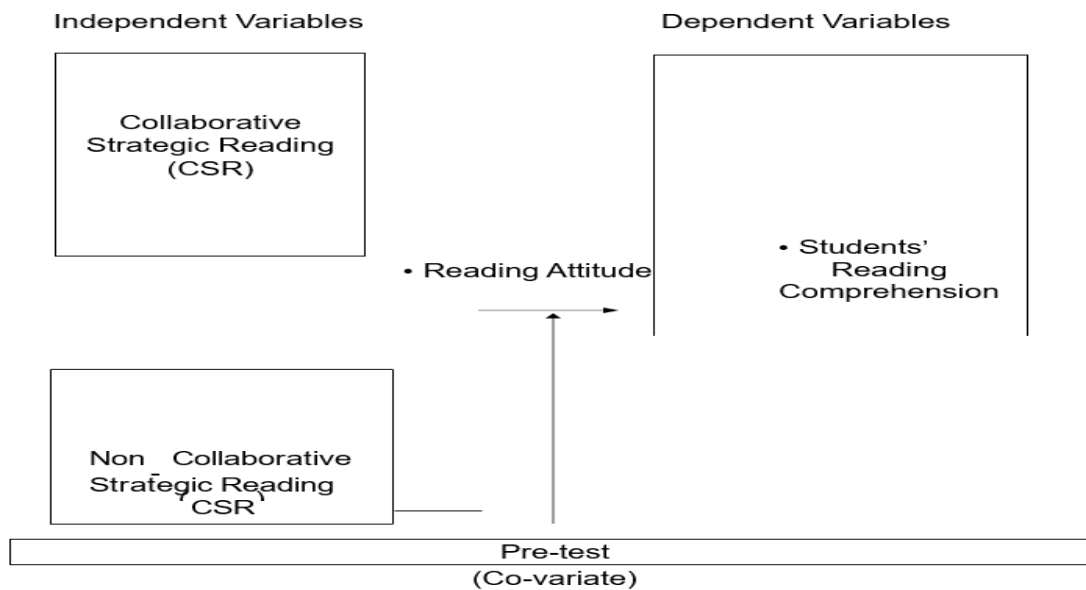 Independent Variables
Dependent Variables
Collaborative
Strategic Reading
(CSR)
• Reading Attitude
• Students’
Reading
Comprehension
Non - Collaborative
Strategic Reading
(CSR)
Pre-test
(Co-variate)